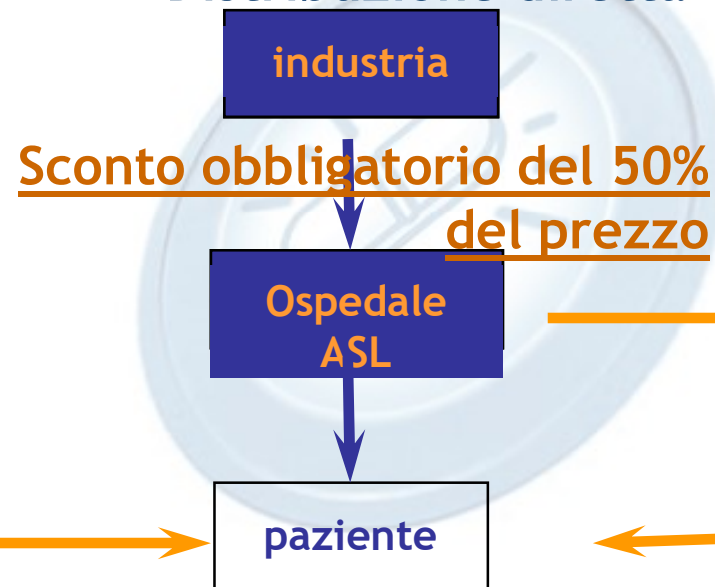 industria
Sconto obbligatorio del 50%
del prezzo
Ospedale
ASL
paziente